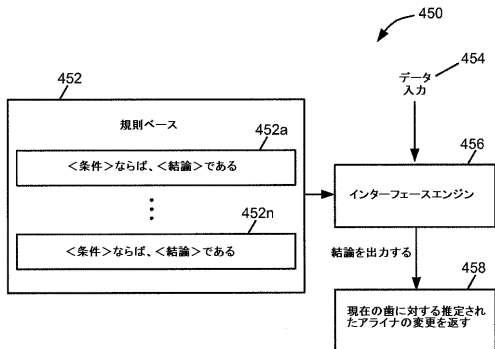 450
452
454
データ
入力
規則ベース
452a
<条件>ならば、<結論>である
456
インターフェースエンジン
452n
<条件>ならば、<結論>である
結論を出力する
458
現在の歯に対する推定され
たアライナの変更を返す